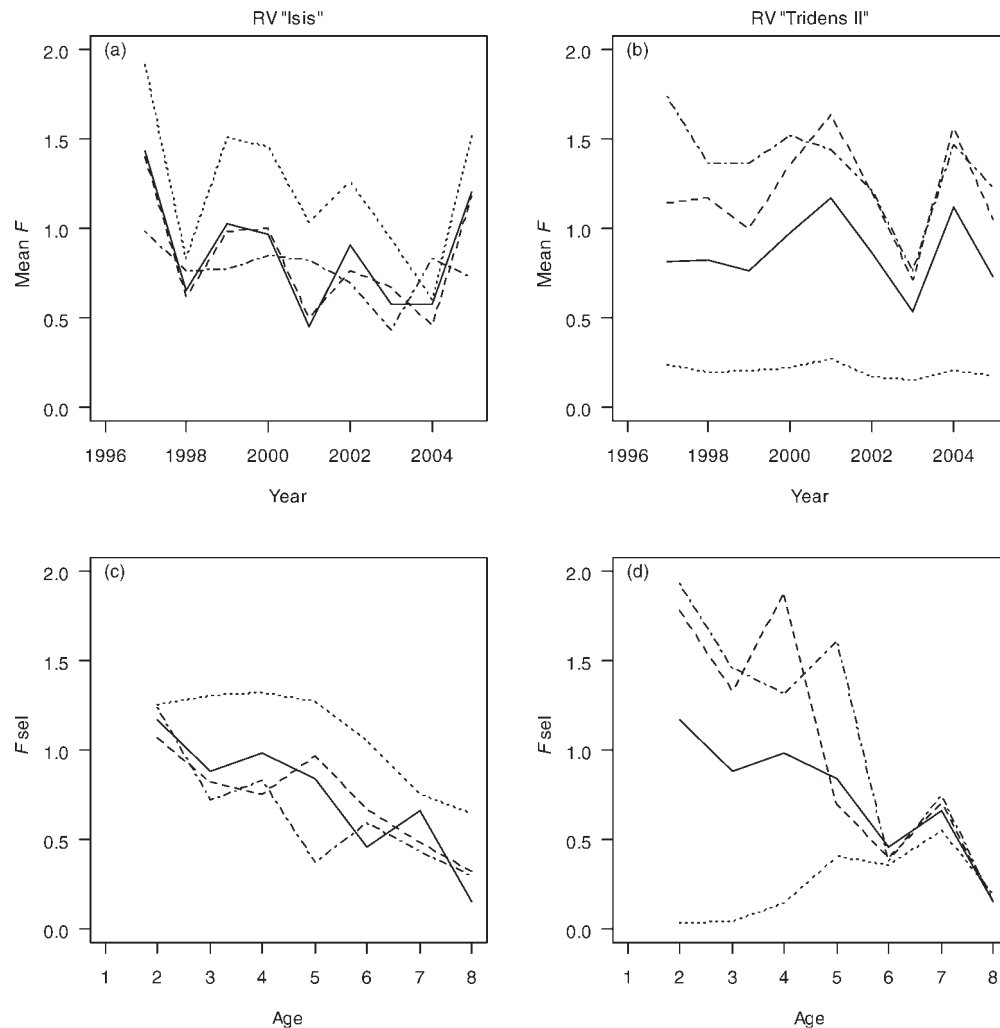 RV "Isis"
RV "Tridens II"
(a)
2.0
1.5
1.0
0.5
0.0
Mean F
1996 1998 2000 2002 2004
Year
(b)
2.0
1.5
1.0
0.5
0.0
Mean F
1996 1998 2000 2002 2004
Year
(c)
2.0
1.5
1.0
0.5
0.0
F sel
1 2 3 4 5 6 7 8
Age
(d)
2.0
1.5
1.0
0.5
0.0
F sel
1 2 3 4 5 6 7 8
Age